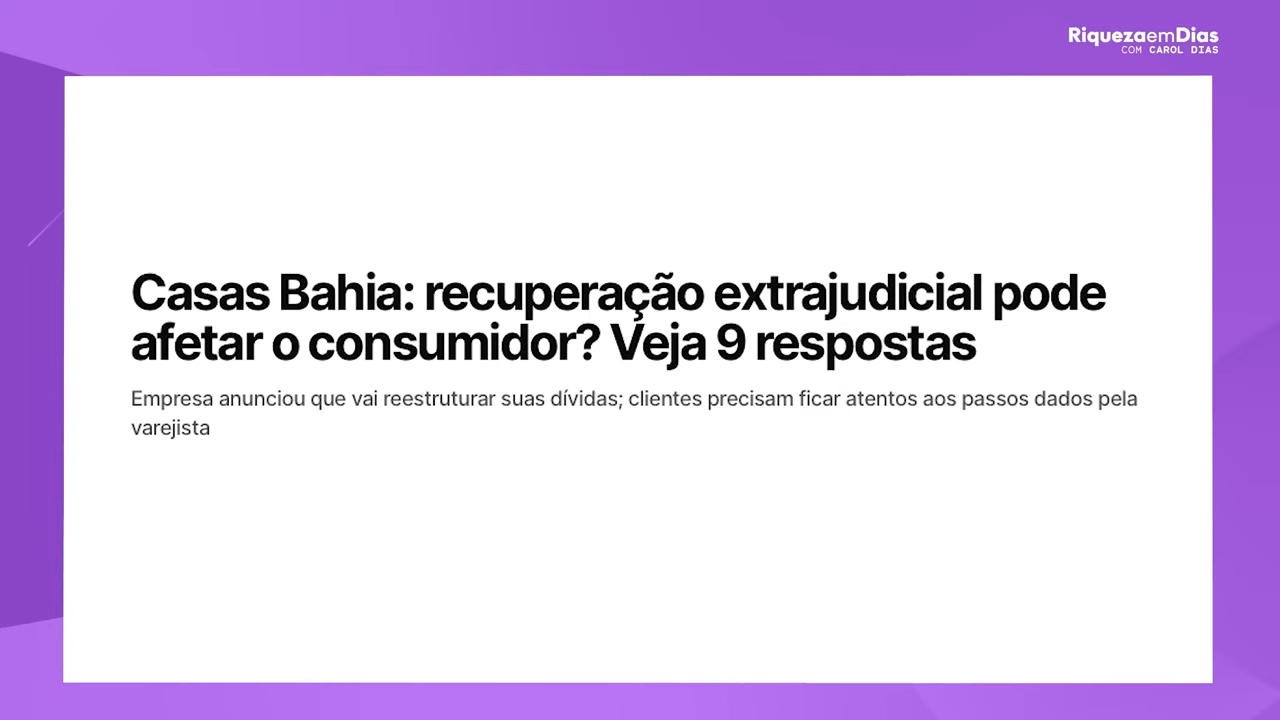 RiquezaemDias
COM CAROL DIAS
Casas Bahia: recuperação extrajudicial pode
afetar o consumidor? Veja 9 respostas
Empresa anunciou que vai reestruturar suas dívidas; clientes precisam ficar atentos aos passos dados pela
varejista